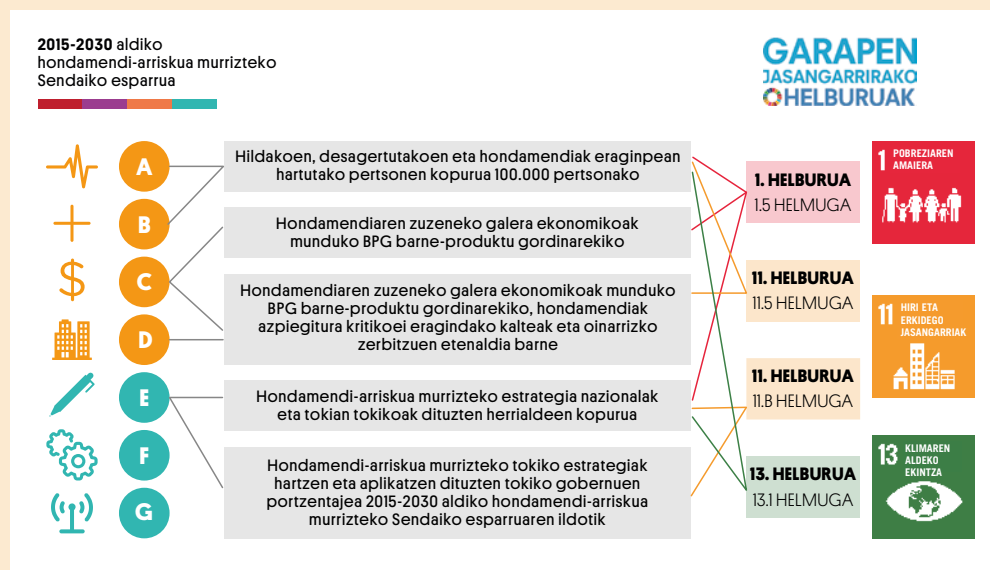 2015-2030 aldiko
hondamendi-arriskua murrizteko
Sendaiko esparrua
GARAPEN
JASANGARRIRAKO
HELBURUAK
A
B
C
D
E
F
G
Hildakoen, desagertutakoen eta hondamendiak eraginpean
hartutako pertsonen kopurua 100.000 pertsonako
Hondamendiaren zuzeneko galera ekonomikoak
munduko BPG barne-produktu gordinarekiko
Hondamendiaren zuzeneko galera ekonomikoak munduko
BPG barne-produktu gordinarekiko, hondamendiak
azpiegitura kritikoei eragindako kalteak eta oinarrizko
zerbitzuen etenaldia barne
Hondamendi-arriskua murrizteko estrategia nazionalak
eta tokian tokikoak dituzten herrialdeen kopurua
Hondamendi-arriskua murrizteko tokiko estrategiak
hartzen eta aplikatzen dituzten tokiko gobernuen
portzentajea 2015-2030 aldiko hondamendi-arriskua
murrizteko Sendaiko esparruaren ildotik
1. HELBURUA
1.5 HELMUGA
11. HELBURUA
11.5 HELMUGA
11. HELBURUA
11.B HELMUGA
13. HELBURUA
13.1 HELMUGA
1 POBREZIAREN
AMAIERA
11 HIRI ETA
ERKIDEGO
JASANGARRIAK
13 KLIMAREN
ALDEKO
EKINTZA